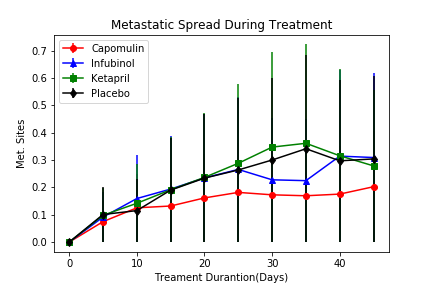 Metastatic Spread During Treatment
Met. Sites
0.7
0.6
0.5
0.4
0.3
0.2
0.1
0.0
Capomulin
Infubinol
Ketapril
Placebo
0 10 20 30 40
Treament Durantion(Days)